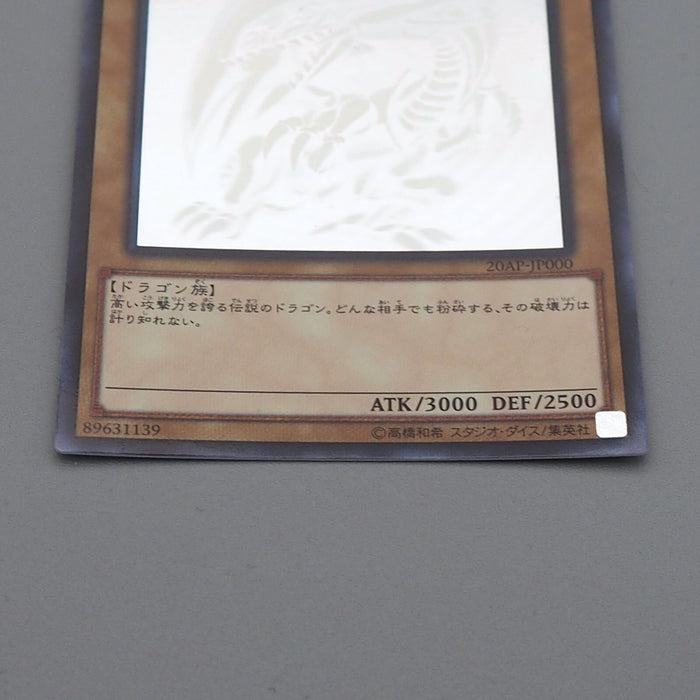 20AP-JP000
【ドラゴン族】
高い攻撃力を誇る伝説のドラゴン。どんな相手でも粉砕する、その破壊力は
計り知れない。
ATK/3000 DEF/2500
89631139 ©高橋和希 スタジオ・ダイス/集英社